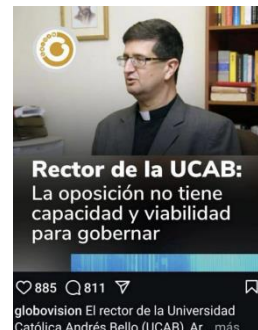 Rector de la UCAB:
La oposición no tiene
capacidad y viabilidad
para gobernar
885 811
globovision El rector de la Universidad
Católica Andrés Bello (UCAB), Ar... más